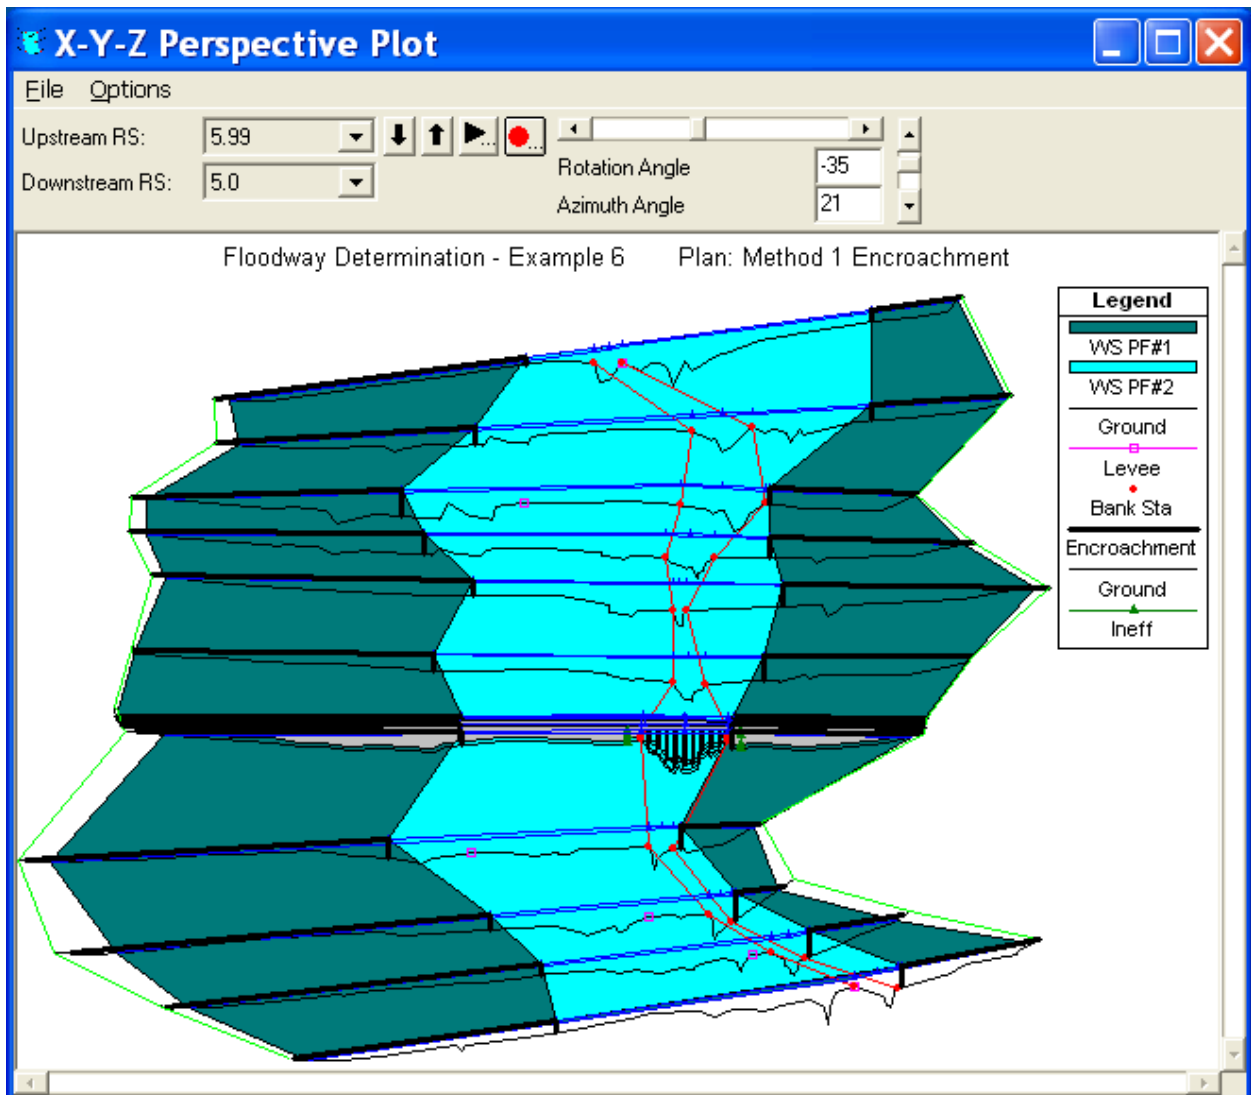 X-Y-Z Perspective Plot
File Options
Upstream RS: 5.99
Downstream RS: 5.0
Rotation Angle -35
Azimuth Angle 21
Floodway Determination - Example 6 Plan: Method 1 Encroachment
Legend
WS PF#1
WS PF#2
Ground
Levee
Bank Sta
Encroachment
Ground
Ineff